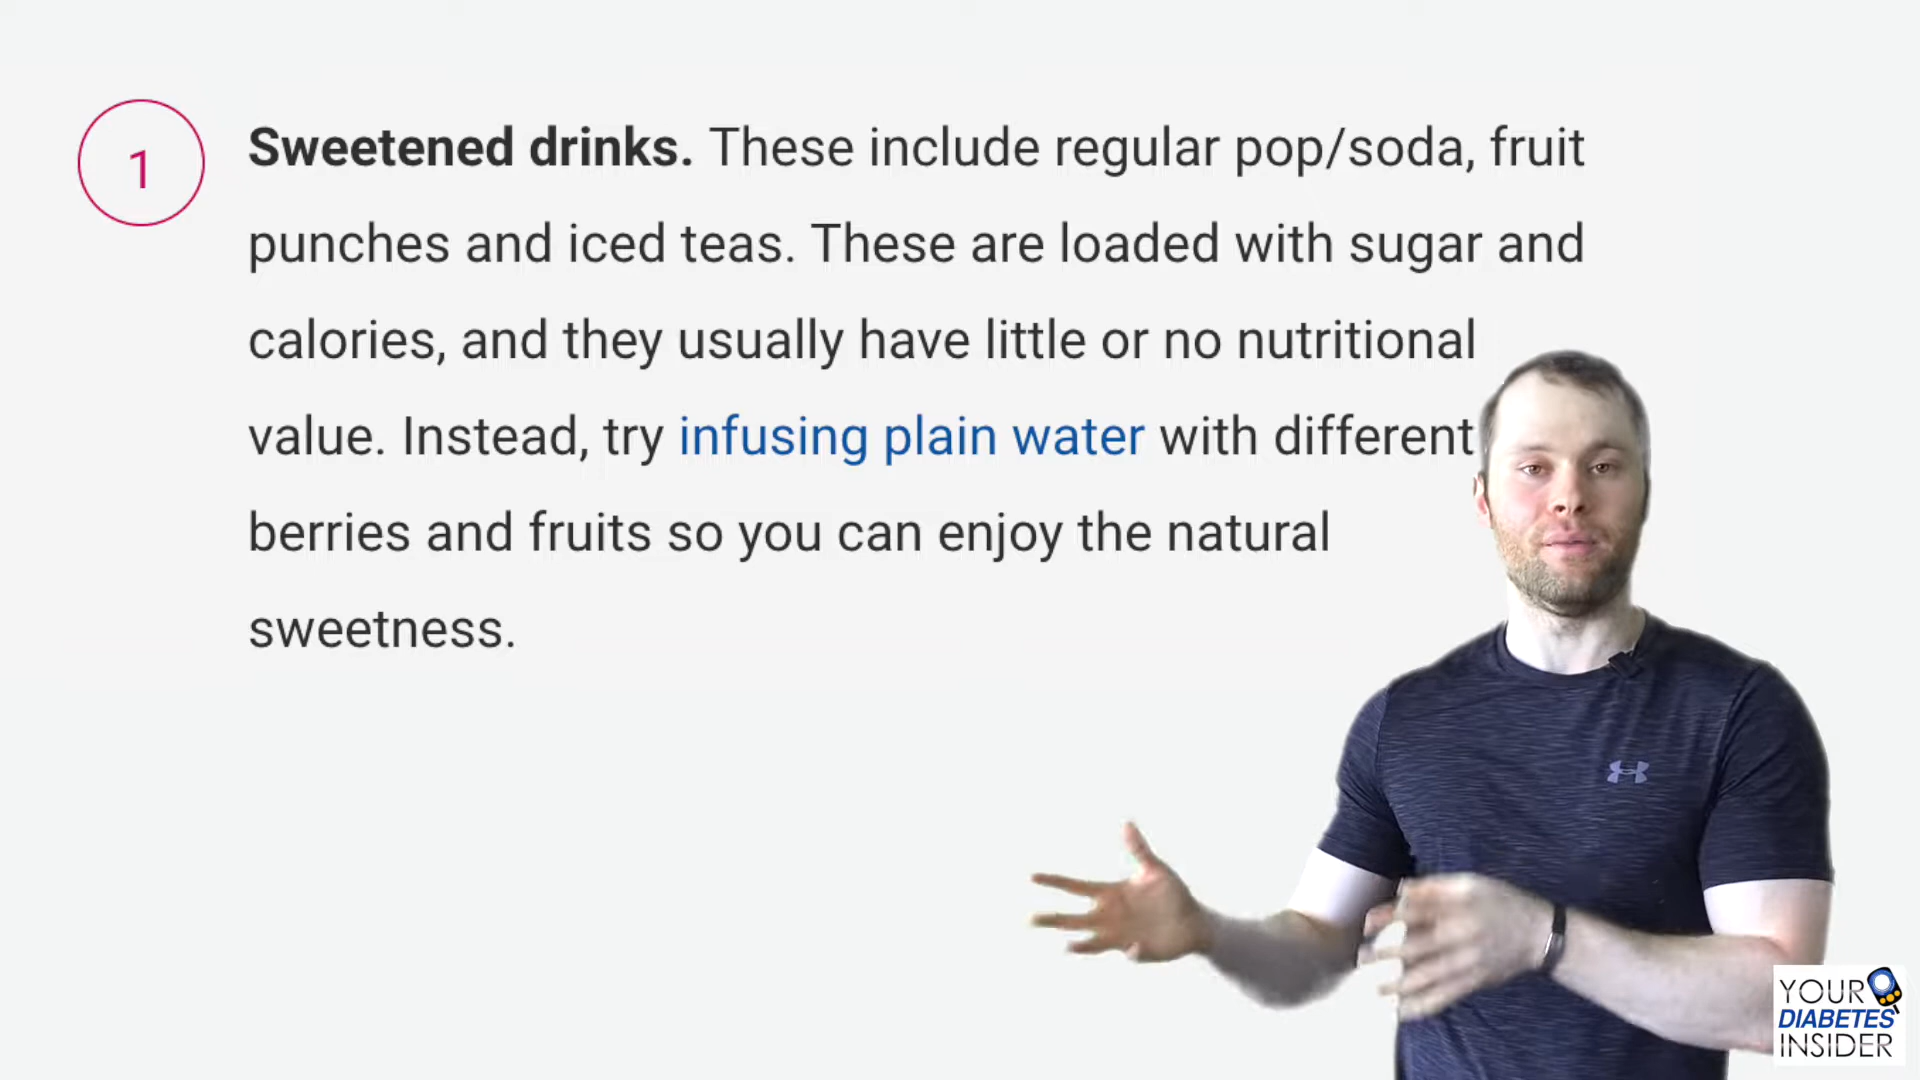 1
Sweetened drinks. These include regular pop/soda, fruit
punches and iced teas. These are loaded with sugar and
calories, and they usually have little or no nutritional
value. Instead, try infusing plain water with different
berries and fruits so you can enjoy the natural
sweetness.
YOUR
DIABETES
INSIDER